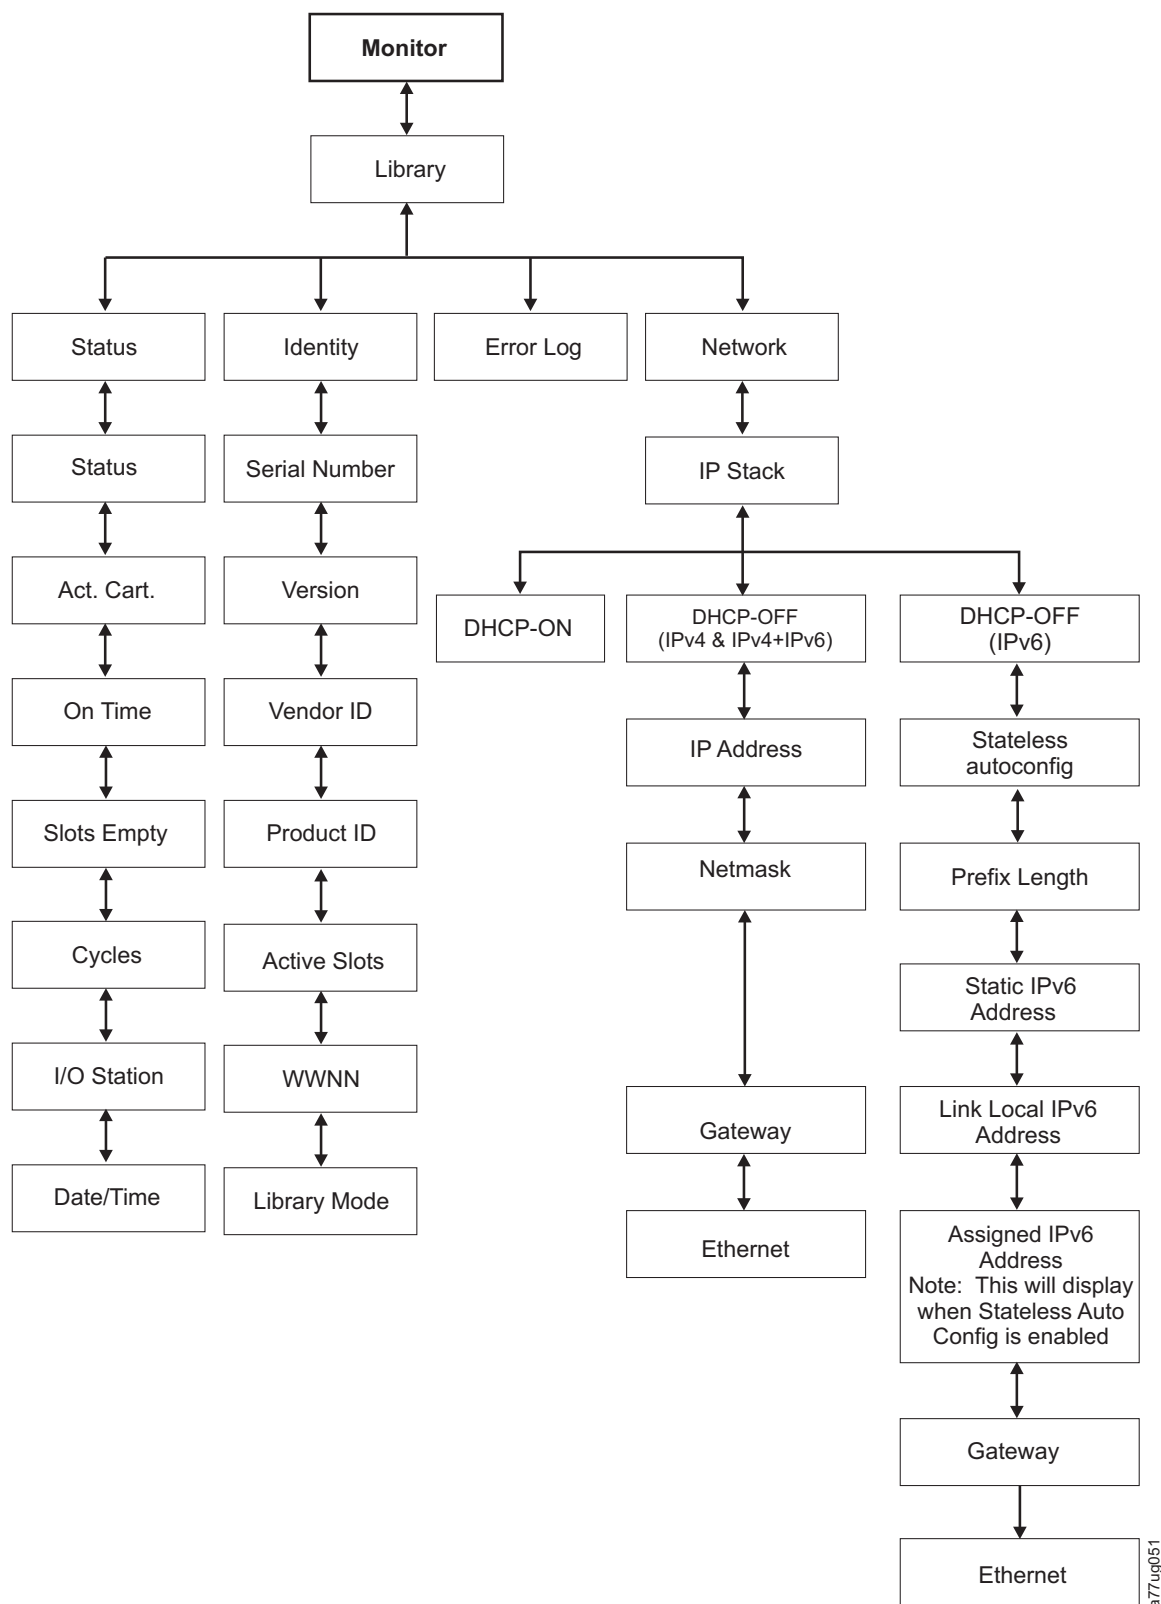 Monitor
Library
Status
Identity
Error Log
Network
Status
Serial Number
IP Stack
Act. Cart.
Version
DHCP-ON
DHCP-OFF
(IPv4 & IPv4+IPv6)
DHCP-OFF
(IPv6)
On Time
Vendor ID
IP Address
Stateless
autoconfig
Slots Empty
Product ID
Netmask
Prefix Length
Cycles
Active Slots
Static IPv6
Address
I/O Station
WWNN
Gateway
Link Local IPv6
Address
Date/Time
Library Mode
Ethernet
Assigned IPv6
Address
Note: This will display
when Stateless Auto
Config is enabled
Gateway
Ethernet
a77ug051